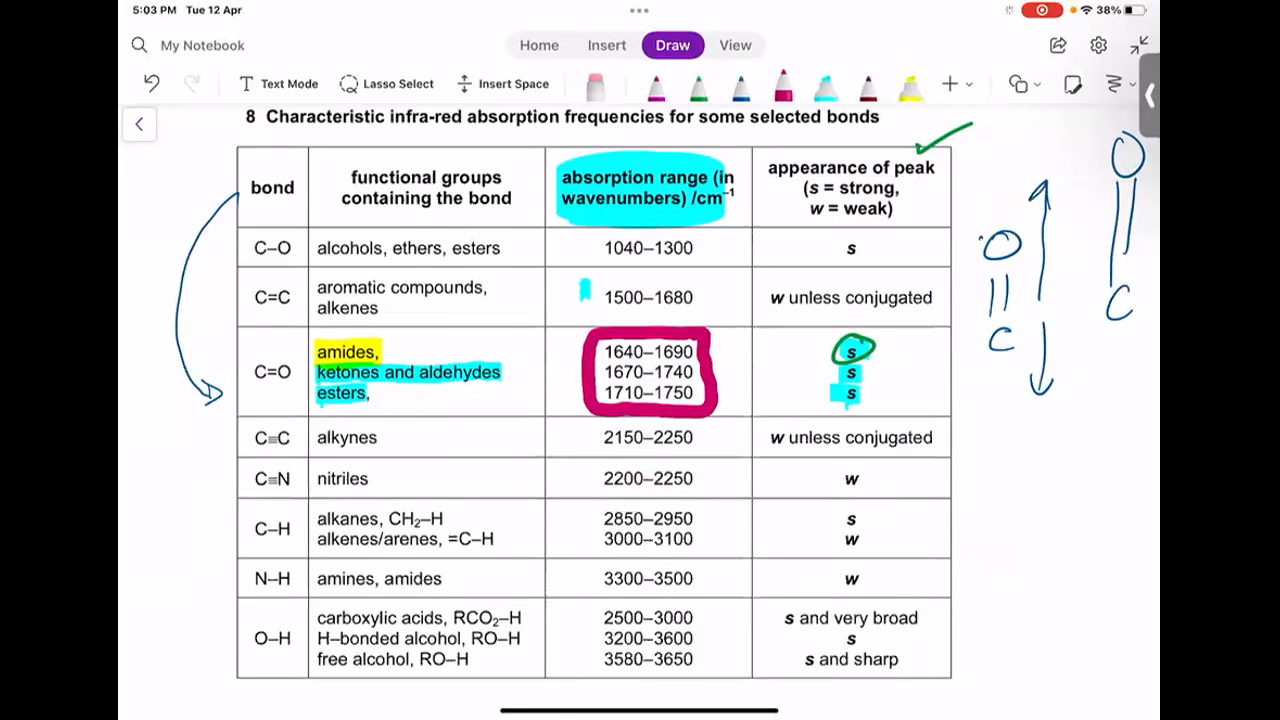 5:03 PM Tue 12 Apr
38%
My Notebook
Home Insert Draw View
Text Mode Lasso Select Insert Space
8 Characteristic infra-red absorption frequencies for some selected bonds
bond
functional groups
containing the bond
absorption range (in
wavenumbers) /cm⁻¹
appearance of peak
(s = strong,
w = weak)
C–O alcohols, ethers, esters 1040–1300 s
C=C aromatic compounds,
alkenes 1500–1680 w unless conjugated
C=O amides, 1640–1690 s
ketones and aldehydes 1670–1740 s
esters, 1710–1750 s
C≡C alkynes 2150–2250 w unless conjugated
C≡N nitriles 2200–2250 w
C–H alkanes, CH₂–H 2850–2950 s
alkenes/arenes, =C–H 3000–3100 w
N–H amines, amides 3300–3500 w
O–H carboxylic acids, RCO₂–H 2500–3000 s and very broad
H–bonded alcohol, RO–H 3200–3600 s
free alcohol, RO–H 3580–3650 s and sharp
O
C
O
C